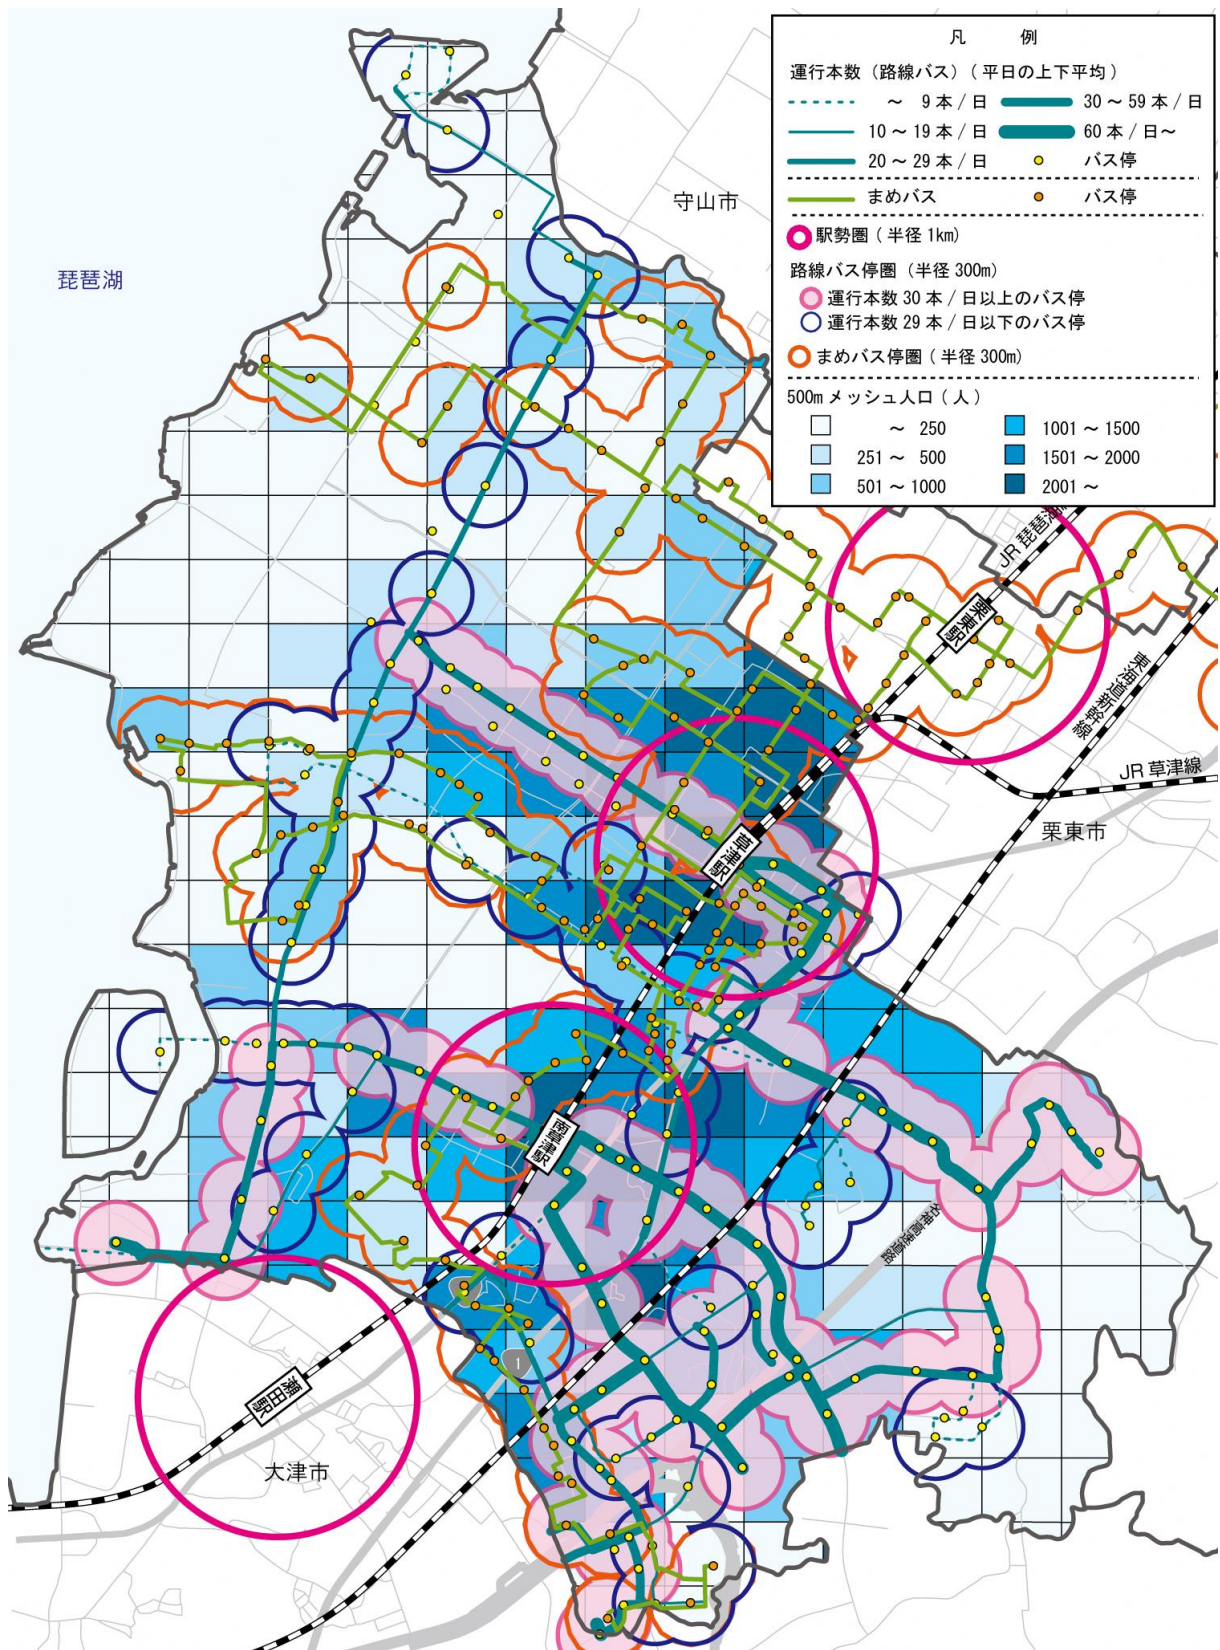 凡 例
運行本数（路線バス）（平日の上下平均）
～ 9本/日
30～59本/日
10～19本/日
60本/日～
20～29本/日
バス停
まめバス
バス停
駅勢圏（半径1km）
路線バス停圏（半径300m）
運行本数30本/日以上のバス停
運行本数29本/日以下のバス停
まめバス停圏（半径300m）
500mメッシュ人口（人）
～ 250
1001～1500
251～ 500
1501～2000
501～1000
2001～
守山市
琵琶湖
JR琵琶湖
栗東駅
東海道新幹線
JR草津線
栗東市
草津駅
南草津駅
名神高速道路
1
瀬田駅
大津市